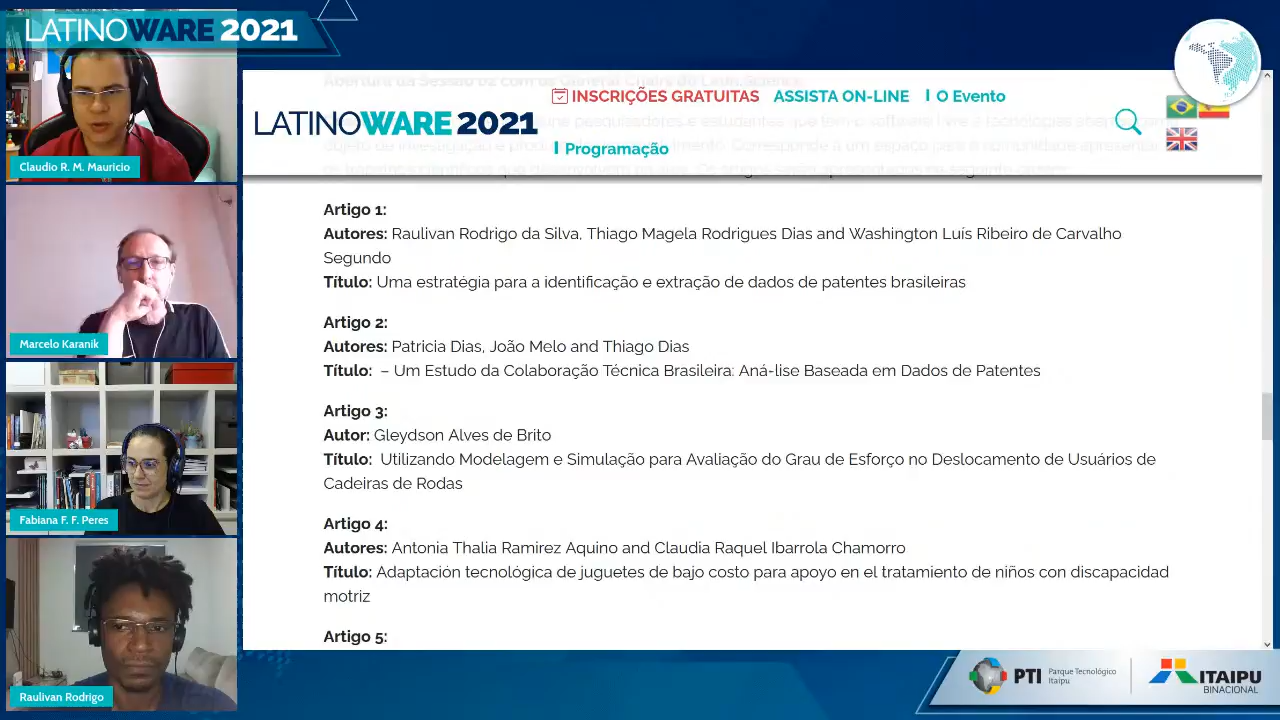 LATINOWARE 2021
Claudio R. M. Mauricio
Marcelo Karanik
Fabiana F. F. Peres
Raulivan Rodrigo
INSCRIÇÕES GRATUITAS ASSISTA ON-LINE O Evento
LATINOWARE 2021
Programação
Artigo 1:
Autores: Raulivan Rodrigo da Silva, Thiago Magela Rodrigues Dias and Washington Luís Ribeiro de Carvalho
Segundo
Título: Uma estratégia para a identificação e extração de dados de patentes brasileiras
Artigo 2:
Autores: Patricia Dias, João Melo and Thiago Dias
Título: – Um Estudo da Colaboração Técnica Brasileira: Aná-lise Baseada em Dados de Patentes
Artigo 3:
Autor: Gleydson Alves de Brito
Título: Utilizando Modelagem e Simulação para Avaliação do Grau de Esforço no Deslocamento de Usuários de
Cadeiras de Rodas
Artigo 4:
Autores: Antonia Thalia Ramirez Aquino and Claudia Raquel Ibarrola Chamorro
Título: Adaptación tecnológica de juguetes de bajo costo para apoyo en el tratamiento de niños con discapacidad
motriz
Artigo 5:
PTI Parque Tecnológico
Itaipu
ITAIPU
BINACIONAL